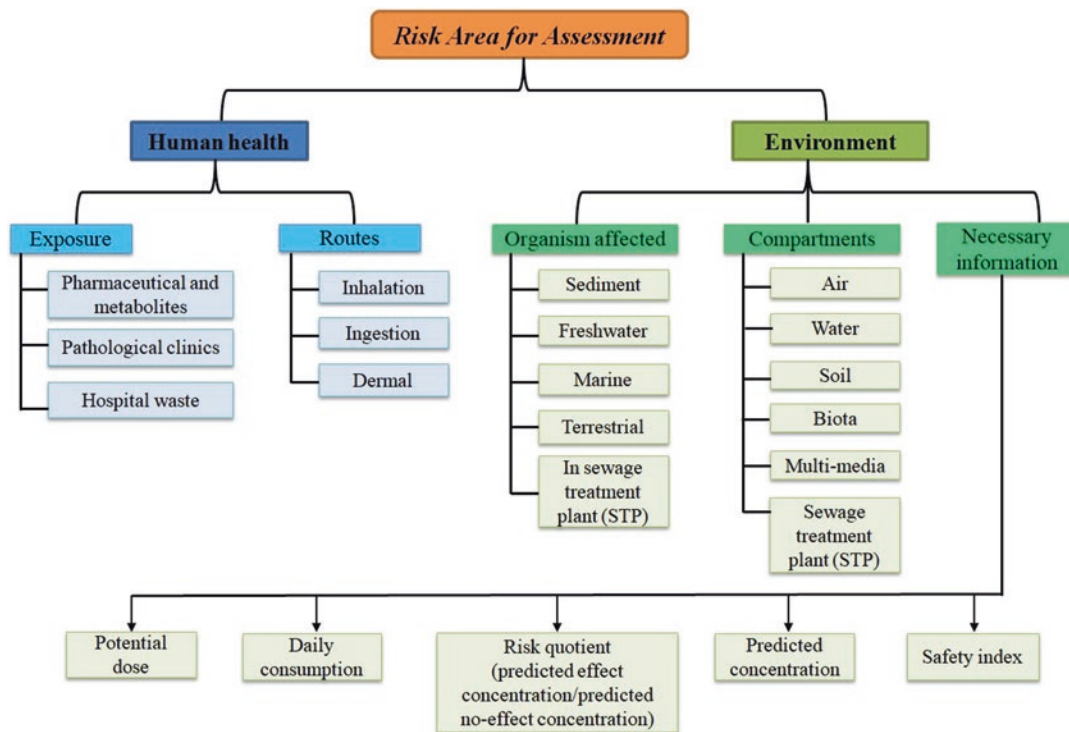 Risk Area for Assessment
Human health
Environment
Exposure
Routes
Organism affected
Compartments
Necessary
information
Pharmaceutical and
metabolites
Pathological clinics
Hospital waste
Inhalation
Ingestion
Dermal
Sediment
Freshwater
Marine
Terrestrial
In sewage
treatment
plant (STP)
Air
Water
Soil
Biota
Multi-media
Sewage
treatment
plant (STP)
Potential
dose
Daily
consumption
Risk quotient
(predicted effect
concentration/predicted
no-effect concentration)
Predicted
concentration
Safety index